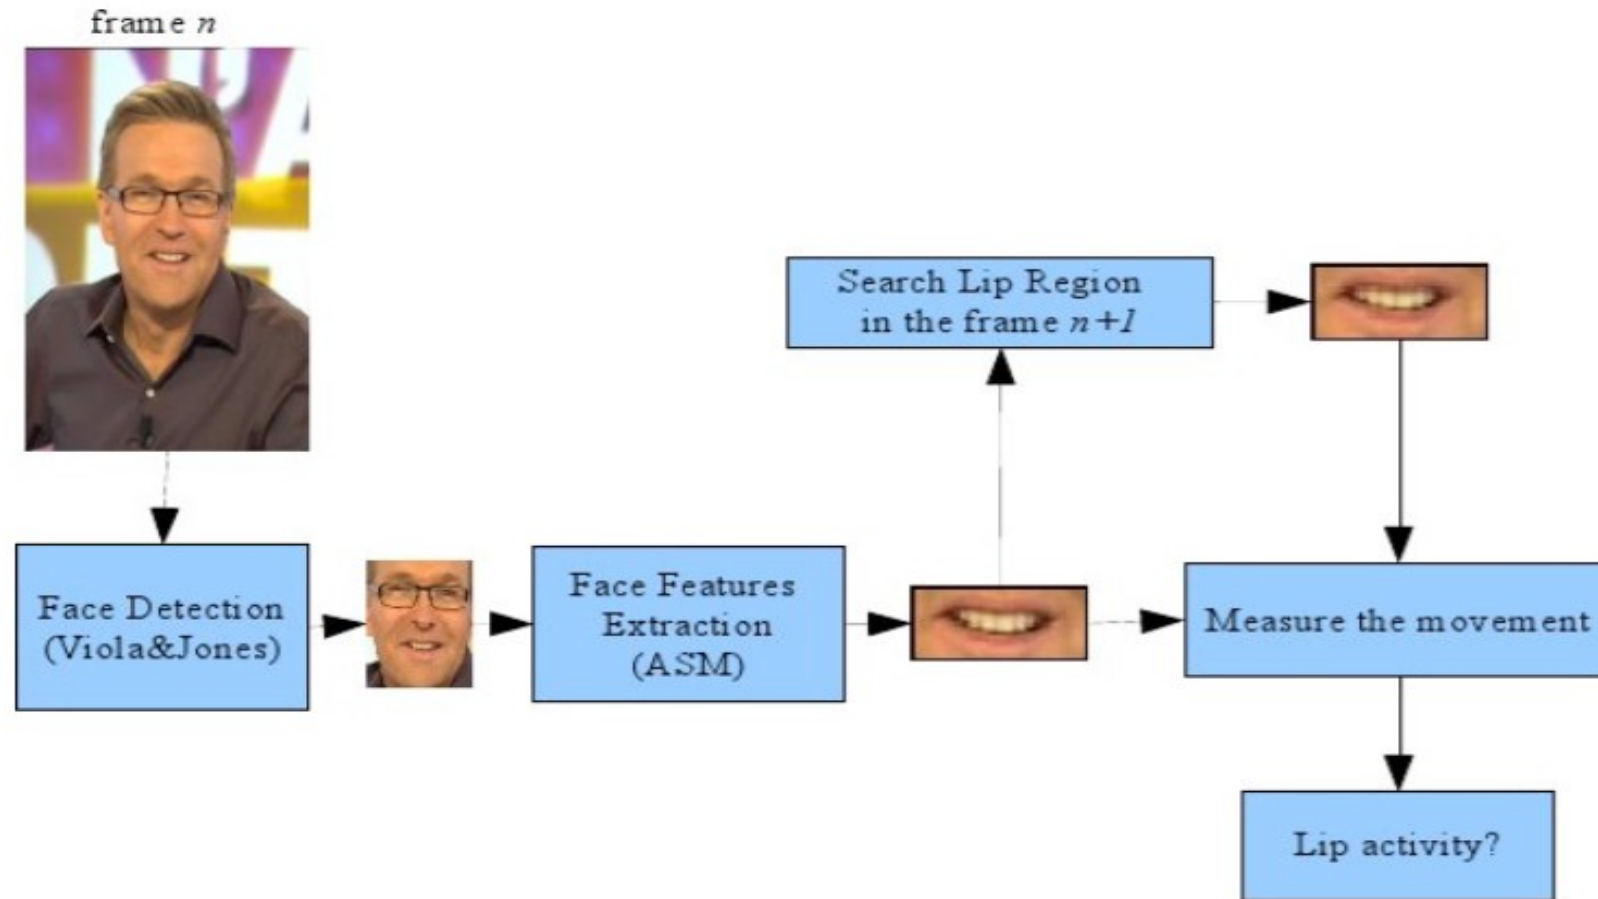 frame n
Search Lip Region
in the frame n+1
Face Detection
(Viola&Jones)
Face Features
Extraction
(ASM)
Measure the movement
Lip activity?